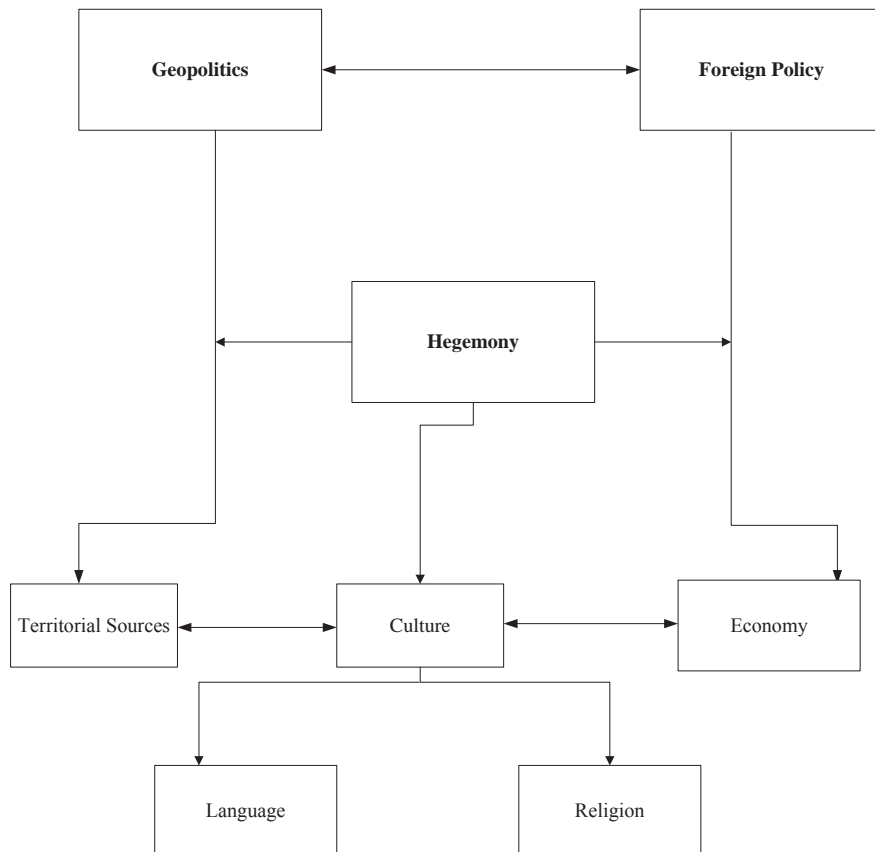 Geopolitics
Foreign Policy
Hegemony
Territorial Sources
Culture
Economy
Language
Religion